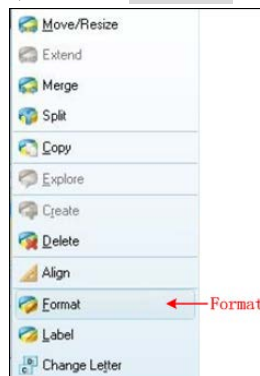 Move/Resize
Extend
Merge
Split
Copy
Explore
Create
Delete
Align
Format Format
Label
Change Letter